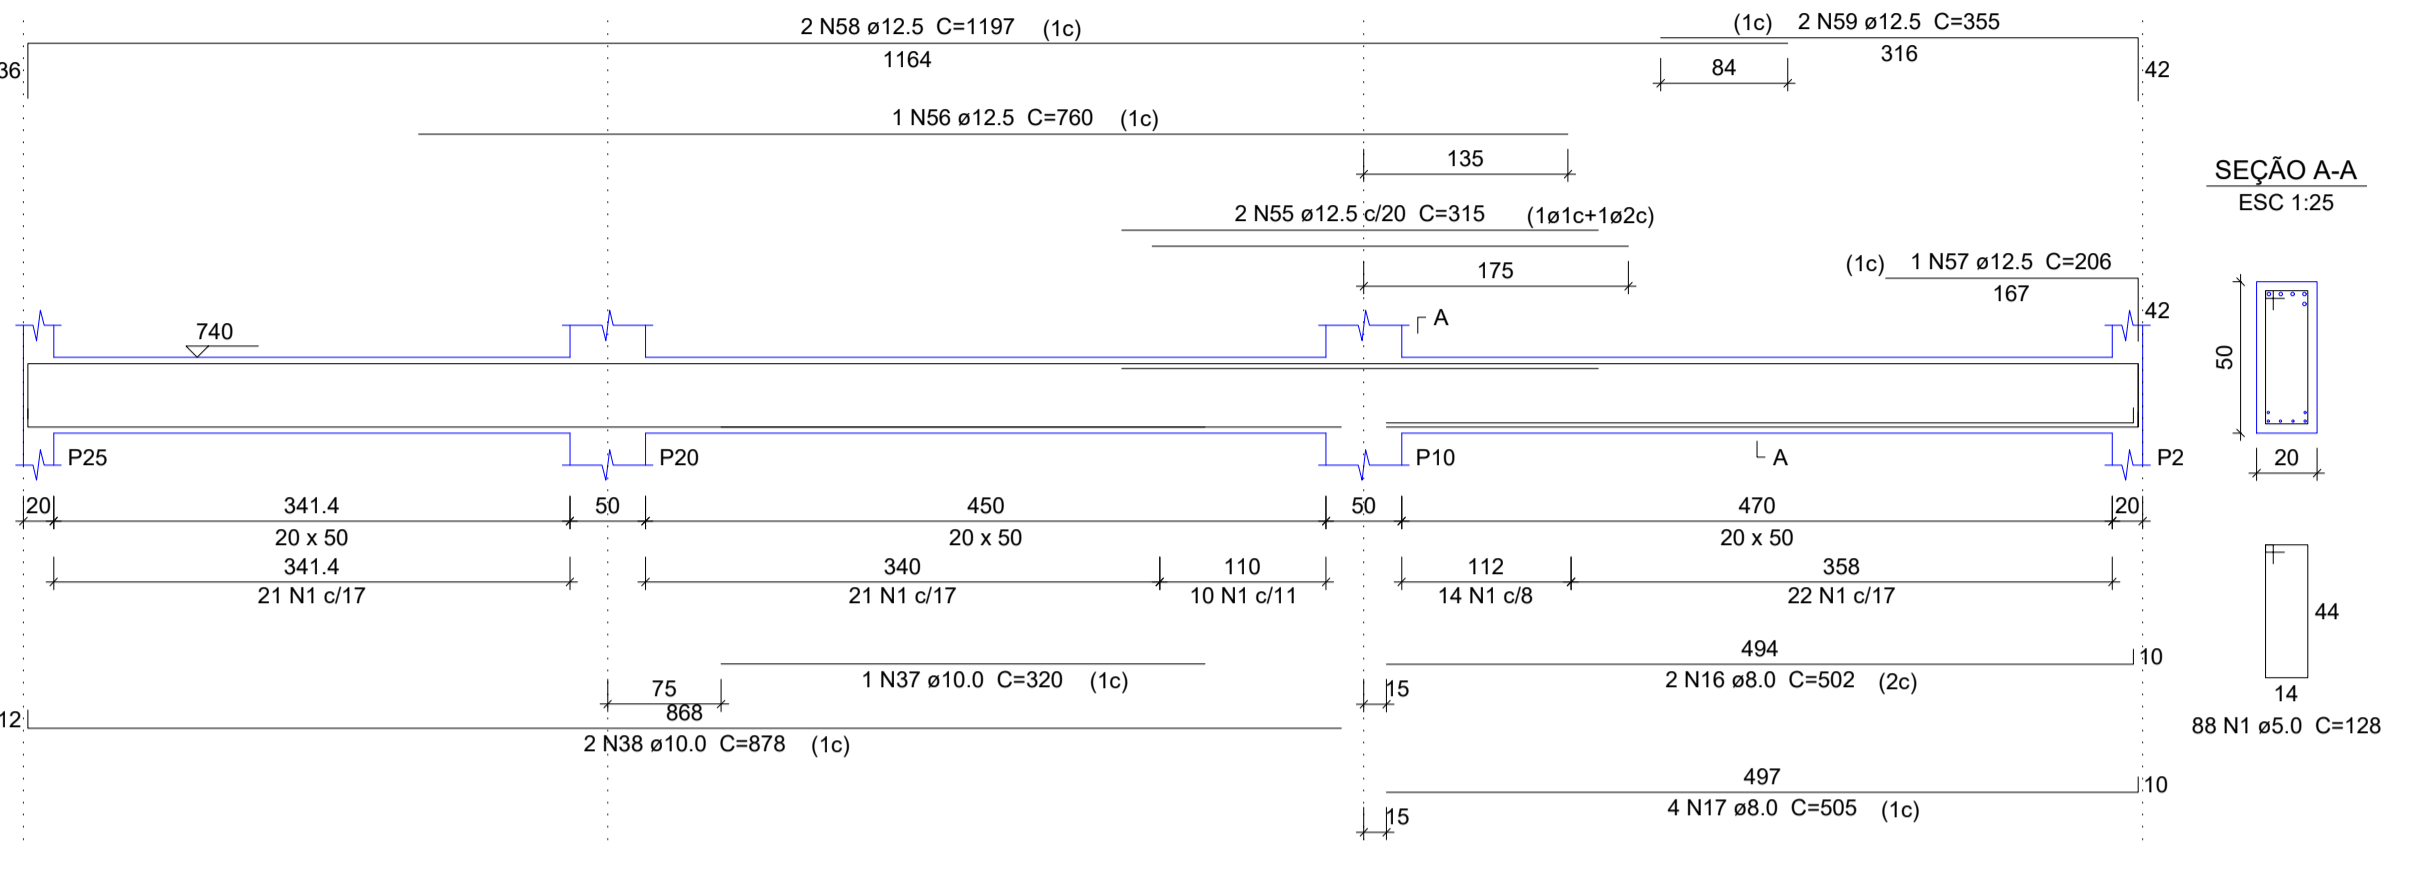 2 N58 ø12.5 C=1197 (1c)
(1c) 2 N59 ø12.5 C=355
36
1164
316
84
42
1 N56 ø12.5 C=760 (1c)
135
SEÇÃO A-A
ESC 1:25
2 N55 ø12.5 c/20 C=315 (1ø1c+1ø2c)
175
(1c) 1 N57 ø12.5 C=206
167
42
740
A
50
P25
P20
P10
A
P2
20
20
341.4
50
450
50
470
20
20 x 50
20 x 50
20 x 50
341.4
340
110
112
358
21 N1 c/17
21 N1 c/17
10 N1 c/11
14 N1 c/8
22 N1 c/17
44
14
88 N1 ø5.0 C=128
494
10
1 N37 ø10.0 C=320 (1c)
2 N16 ø8.0 C=502 (2c)
75
15
12
868
2 N38 ø10.0 C=878 (1c)
497
10
4 N17 ø8.0 C=505 (1c)
15